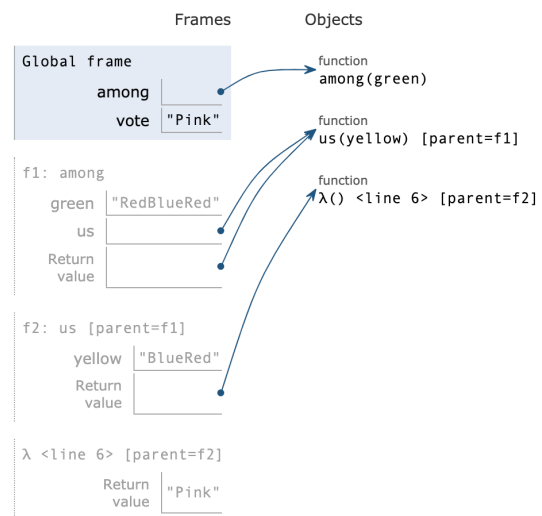 Frames Objects
Global frame
among
vote "Pink"
function
among(green)
function
us(yellow) [parent=f1]
function
λ() <line 6> [parent=f2]
f1: among
green "RedBlueRed"
us
Return
value
f2: us [parent=f1]
yellow "BlueRed"
Return
value
λ <line 6> [parent=f2]
Return
value "Pink"